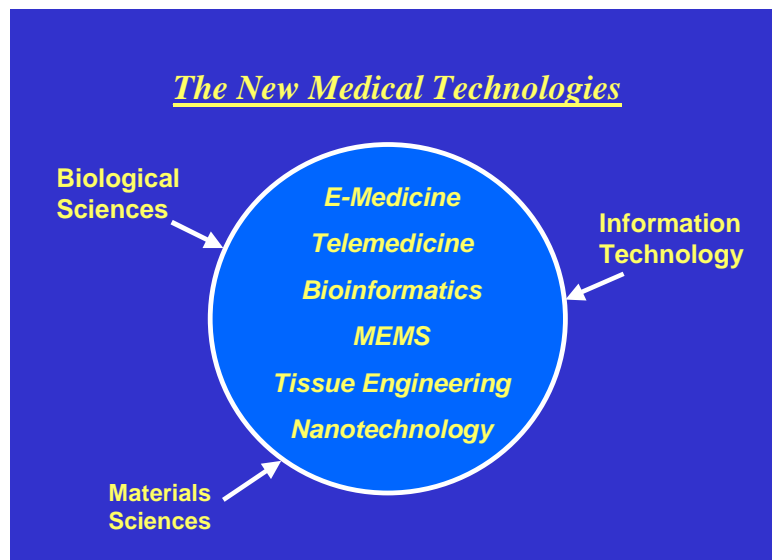 The New Medical Technologies
Biological
Sciences
E-Medicine
Telemedicine
Bioinformatics
MEMS
Tissue Engineering
Nanotechnology
Information
Technology
Materials
Sciences